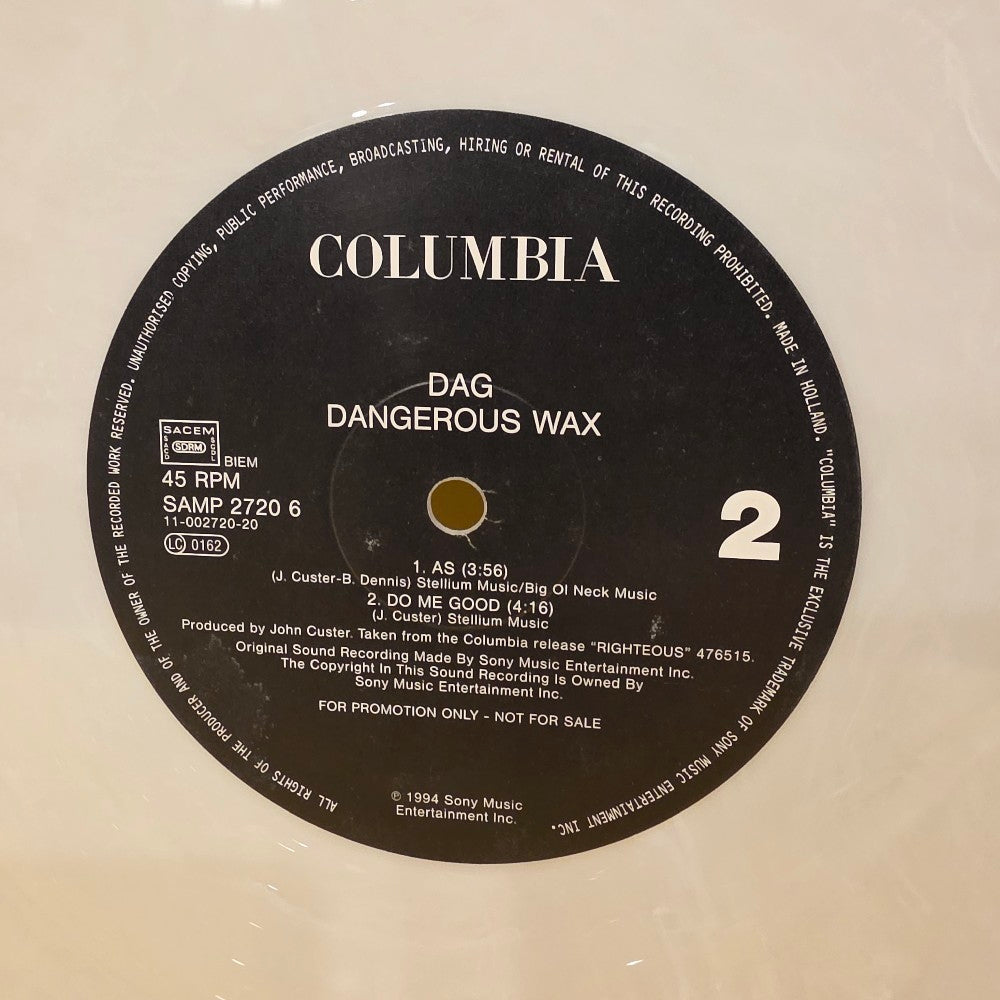 ALL RIGHTS OF THE PRODUCER AND OF THE OWNER OF THE RECORDED WORK RESERVED. UNAUTHORISED COPYING, PUBLIC PERFORMANCE, BROADCASTING, HIRING OR RENTAL OF THIS RECORDING PROHIBITED. MADE IN HOLLAND. "COLUMBIA" IS THE EXCLUSIVE TRADEMARK OF SONY MUSIC ENTERTAINMENT INC.
COLUMBIA
DAG
DANGEROUS WAX
SACEM
SACD SDRM SCGDL
BIEM
45 RPM
SAMP 2720 6
11-002720-20
LC 0162
2
1. AS (3:56)
(J. Custer-B. Dennis) Stellium Music/Big Ol Neck Music
2. DO ME GOOD (4:16)
(J. Custer) Stellium Music
Produced by John Custer. Taken from the Columbia release "RIGHTEOUS" 476515.
Original Sound Recording Made By Sony Music Entertainment Inc.
The Copyright In This Sound Recording Is Owned By
Sony Music Entertainment Inc.
FOR PROMOTION ONLY - NOT FOR SALE
℗ 1994 Sony Music
Entertainment Inc.